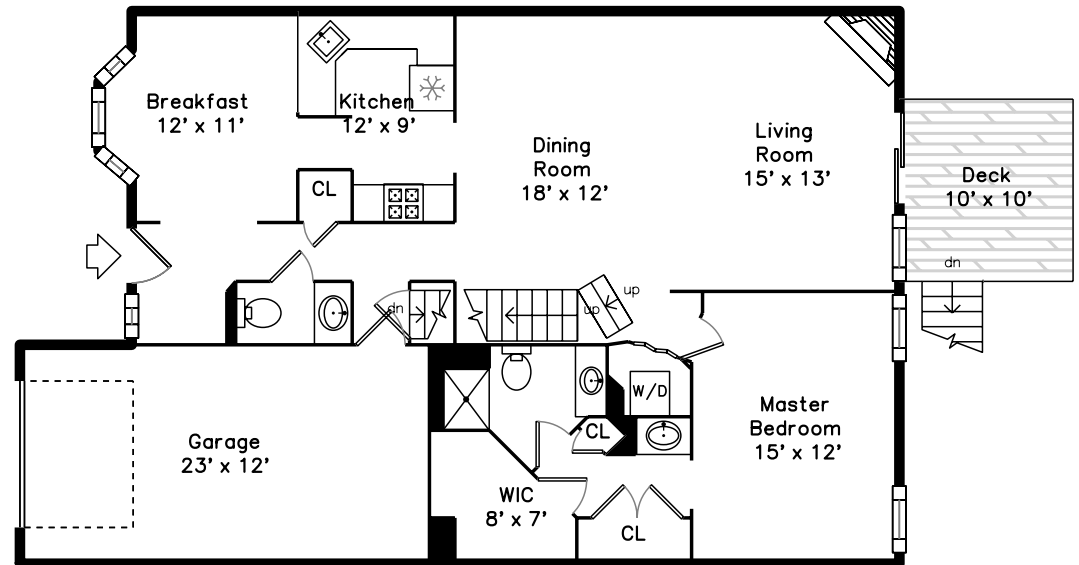 Breakfast
12' x 11'
Kitchen
12' x 9'
CL
Dining
Room
18' x 12'
Living
Room
15' x 13'
Deck
10' x 10'
dn
up
up
dn
W/D
CL
Master
Bedroom
15' x 12'
Garage
23' x 12'
WIC
8' x 7'
CL